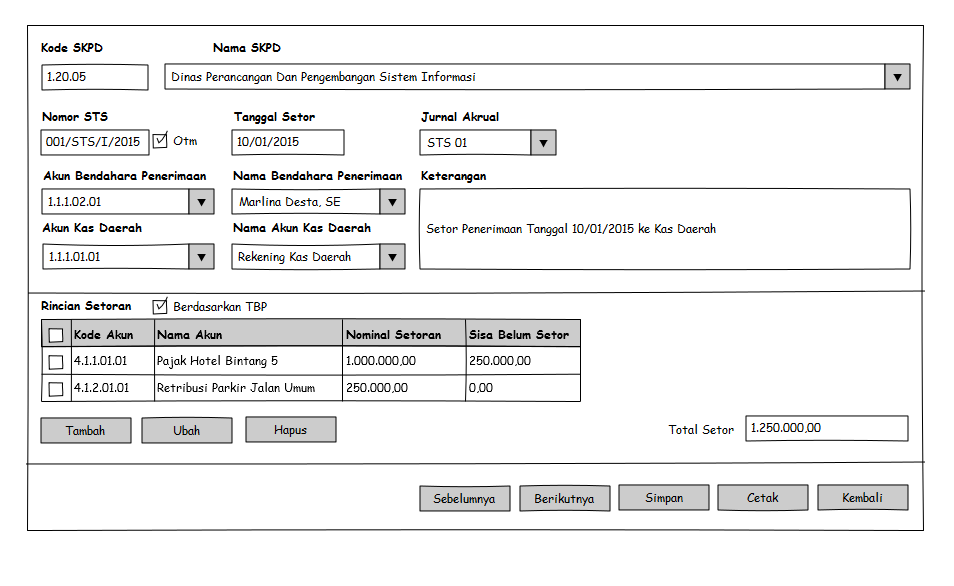 Kode SKPD Nama SKPD
1.20.05 Dinas Perancangan Dan Pengembangan Sistem Informasi
Nomor STS Tanggal Setor Jurnal Akrual
001/STS/I/2015 Otm 10/01/2015 STS 01
Akun Bendahara Penerimaan Nama Bendahara Penerimaan Keterangan
1.1.1.02.01 Marlina Desta, SE
Akun Kas Daerah Nama Akun Kas Daerah Setor Penerimaan Tanggal 10/01/2015 ke Kas Daerah
1.1.1.01.01 Rekening Kas Daerah
Rincian Setoran Berdasarkan TBP
Kode Akun Nama Akun Nominal Setoran Sisa Belum Setor
4.1.1.01.01 Pajak Hotel Bintang 5 1.000.000,00 250.000,00
4.1.2.01.01 Retribusi Parkir Jalan Umum 250.000,00 0,00
Tambah Ubah Hapus Total Setor 1.250.000,00
Sebelumnya Berikutnya Simpan Cetak Kembali